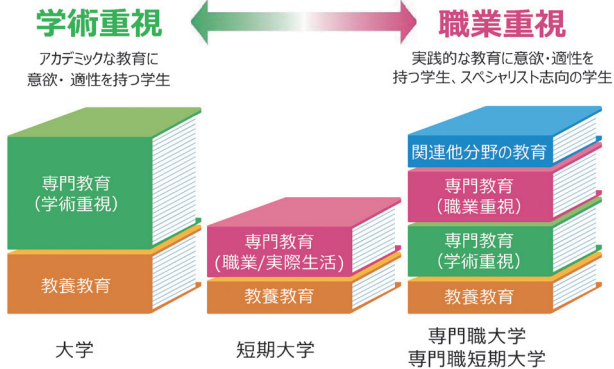 学術重視
職業重視
アカデミックな教育に
意欲・適性を持つ学生
実践的な教育に意欲・適性を
持つ学生、スペシャリスト志向の学生
専門教育
(学術重視)
教養教育
大学
専門教育
(職業/実際生活)
教養教育
短期大学
関連他分野の教育
専門教育
(職業重視)
専門教育
(学術重視)
教養教育
専門職大学
専門職短期大学